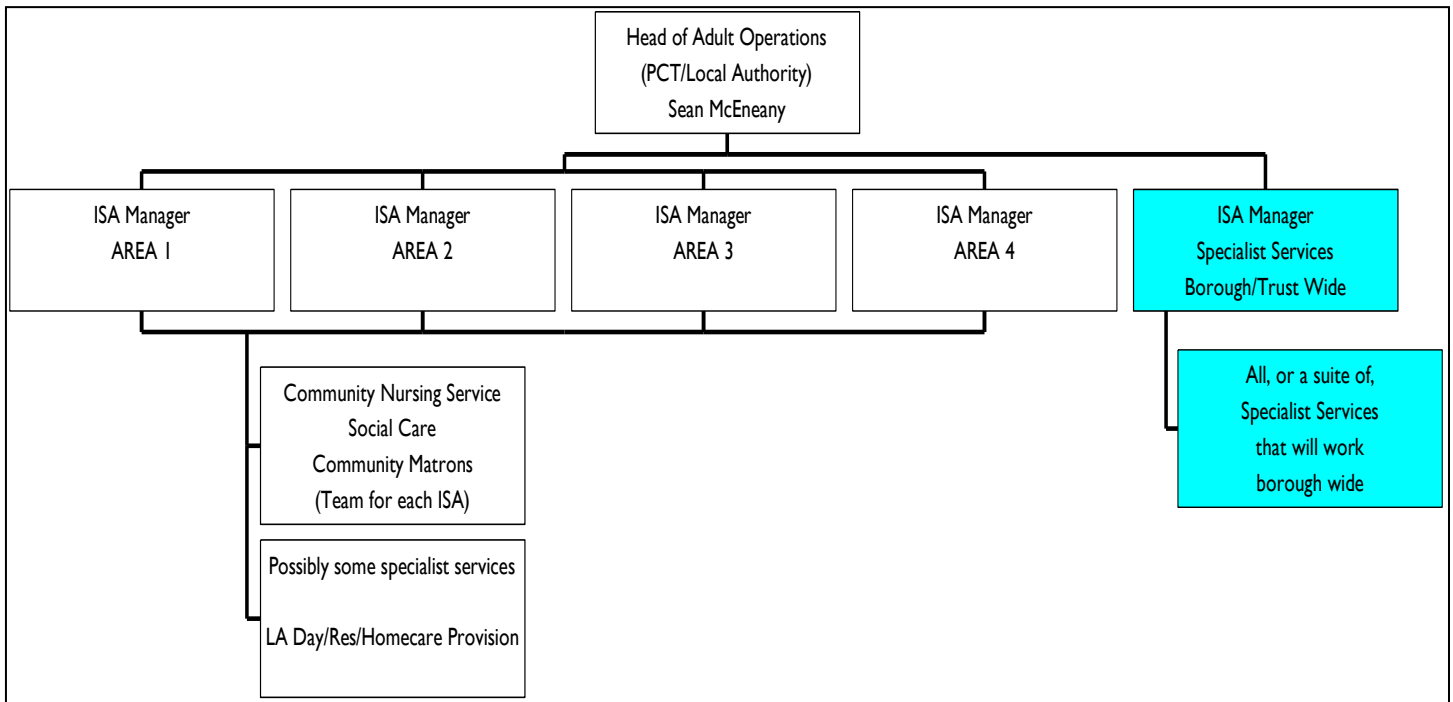 Head of Adult Operations
(PCT/Local Authority)
Sean McEneany
ISA Manager
AREA 1
ISA Manager
AREA 2
ISA Manager
AREA 3
ISA Manager
AREA 4
ISA Manager
Specialist Services
Borough/Trust Wide
Community Nursing Service
Social Care
Community Matrons
(Team for each ISA)
All, or a suite of,
Specialist Services
that will work
borough wide
Possibly some specialist services
LA Day/Res/Homecare Provision